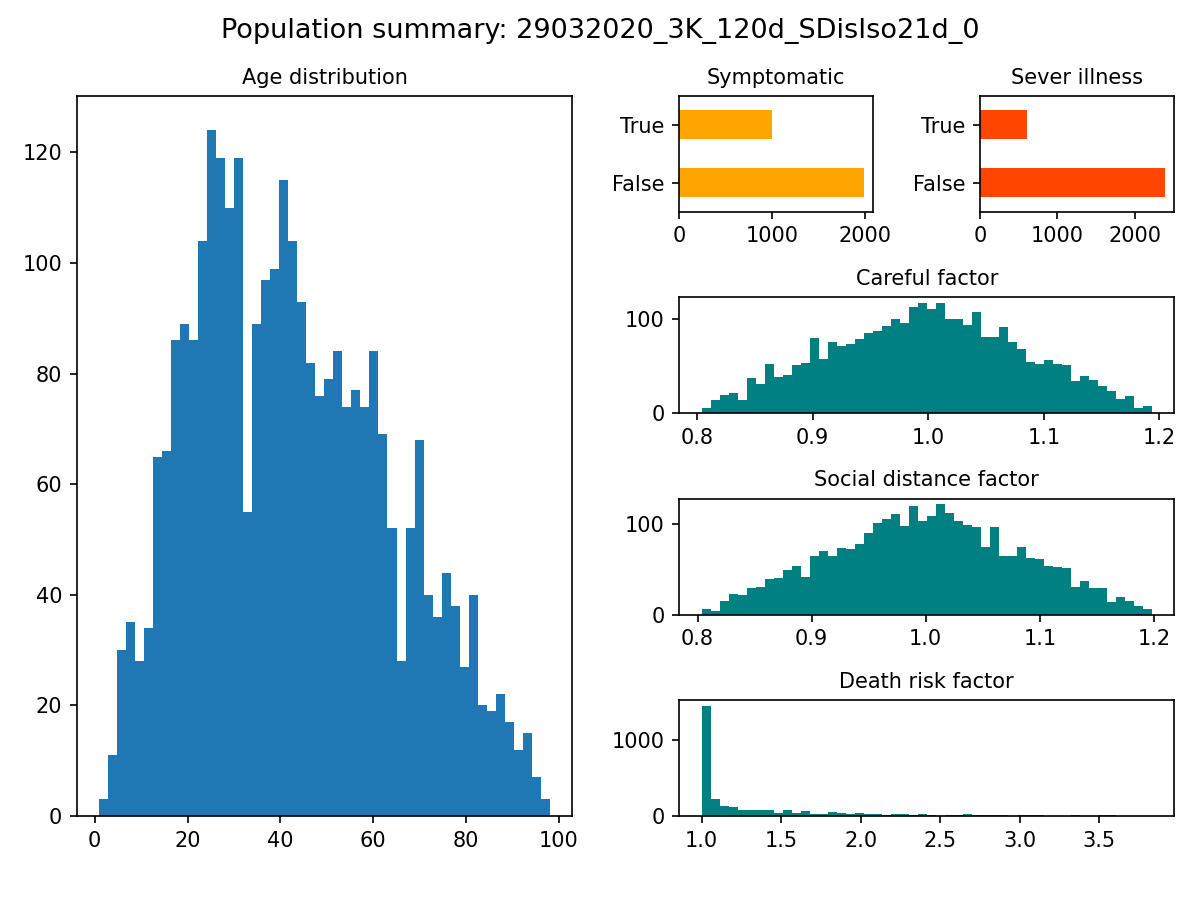 Population summary: 29032020_3K_120d_SDisIso21d_0
Age distribution
120
100
80
60
40
20
0
0 20 40 60 80 100
Symptomatic
True
False
0 1000 2000
Sever illness
True
False
0 1000 2000
Careful factor
100
0
0.8 0.9 1.0 1.1 1.2
Social distance factor
100
0
0.8 0.9 1.0 1.1 1.2
Death risk factor
1000
0
1.0 1.5 2.0 2.5 3.0 3.5